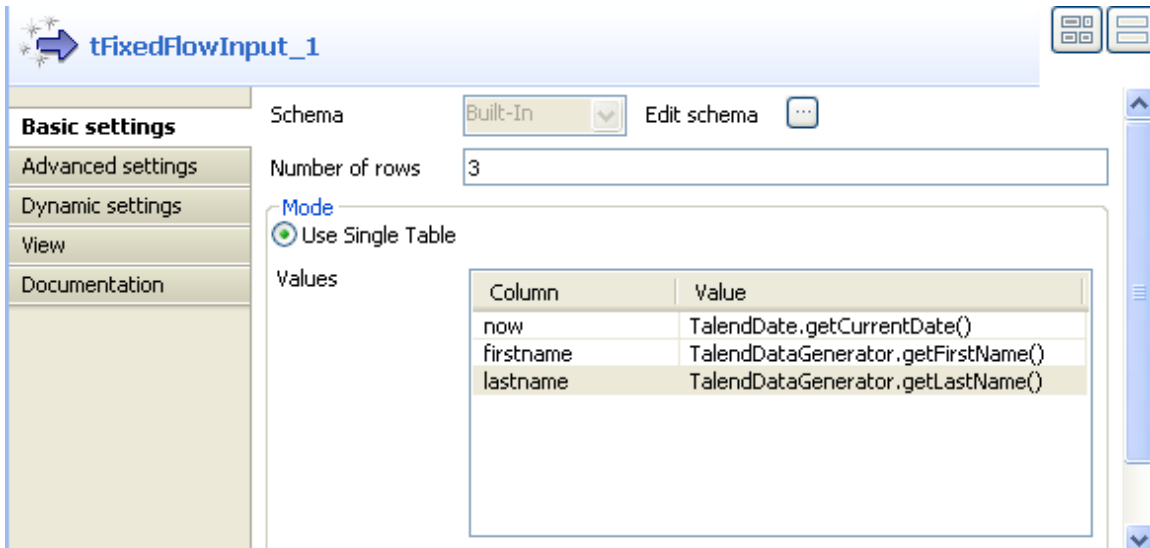 tFixedFlowInput_1
Basic settings
Advanced settings
Dynamic settings
View
Documentation
Schema Built-In Edit schema ...
Number of rows 3
Mode
Use Single Table
Values
Column Value
now TalendDate.getCurrentDate()
firstname TalendDataGenerator.getFirstName()
lastname TalendDataGenerator.getLastName()